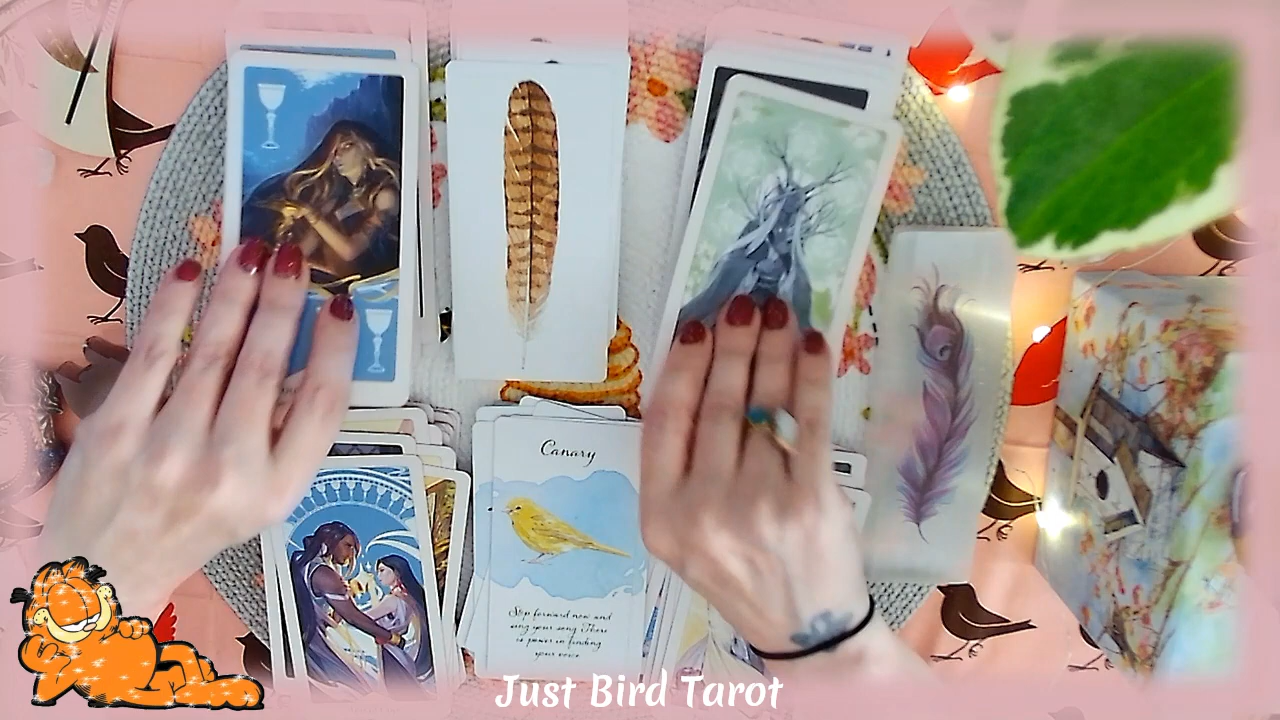 Canary
Step forward now and
sing your song. There
is power in finding
your voice.
Just Bird Tarot